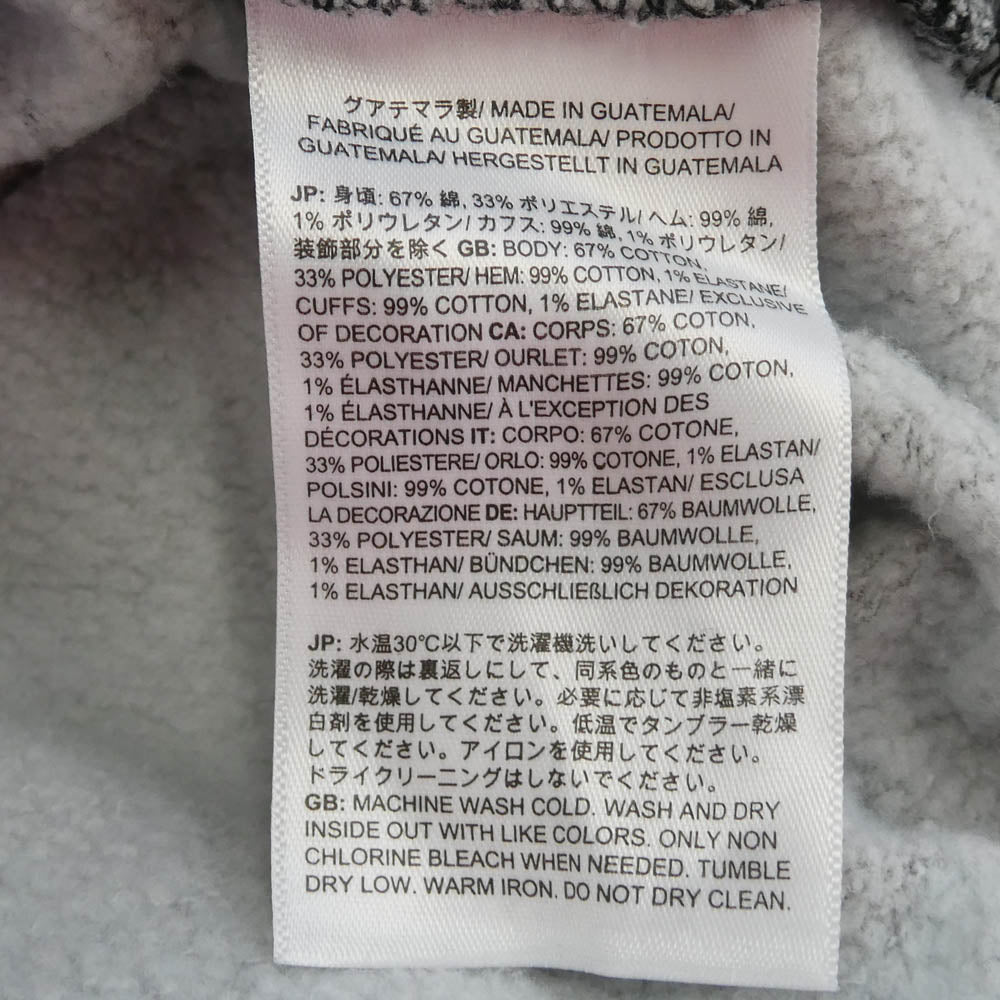 グアテマラ製/ MADE IN GUATEMALA/
FABRIQUÉ AU GUATEMALA/ PRODOTTO IN
GUATEMALA/ HERGESTELLT IN GUATEMALA
JP: 身頃: 67% 綿, 33% ポリエステル/ ヘム: 99% 綿,
1% ポリウレタン/ カフス: 99% 綿, 1% ポリウレタン/
装飾部分を除く GB: BODY: 67% COTTON,
33% POLYESTER/ HEM: 99% COTTON, 1% ELASTANE/
CUFFS: 99% COTTON, 1% ELASTANE/ EXCLUSIVE
OF DECORATION CA: CORPS: 67% COTON,
33% POLYESTER/ OURLET: 99% COTON,
1% ÉLASTHANNE/ MANCHETTES: 99% COTON,
1% ÉLASTHANNE/ À L'EXCEPTION DES
DÉCORATIONS IT: CORPO: 67% COTONE,
33% POLIESTERE/ ORLO: 99% COTONE, 1% ELASTAN/
POLSINI: 99% COTONE, 1% ELASTAN/ ESCLUSA
LA DECORAZIONE DE: HAUPTTEIL: 67% BAUMWOLLE,
33% POLYESTER/ SAUM: 99% BAUMWOLLE,
1% ELASTHAN/ BÜNDCHEN: 99% BAUMWOLLE,
1% ELASTHAN/ AUSSCHLIEßLICH DEKORATION
JP: 水温30℃以下で洗濯機洗いしてください。
洗濯の際は裏返しにして、同系色のものと一緒に
洗濯/乾燥してください。必要に応じて非塩素系漂
白剤を使用してください。低温でタンブラー乾燥
してください。アイロンを使用してください。
ドライクリーニングはしないでください。
GB: MACHINE WASH COLD. WASH AND DRY
INSIDE OUT WITH LIKE COLORS. ONLY NON
CHLORINE BLEACH WHEN NEEDED. TUMBLE
DRY LOW. WARM IRON. DO NOT DRY CLEAN.